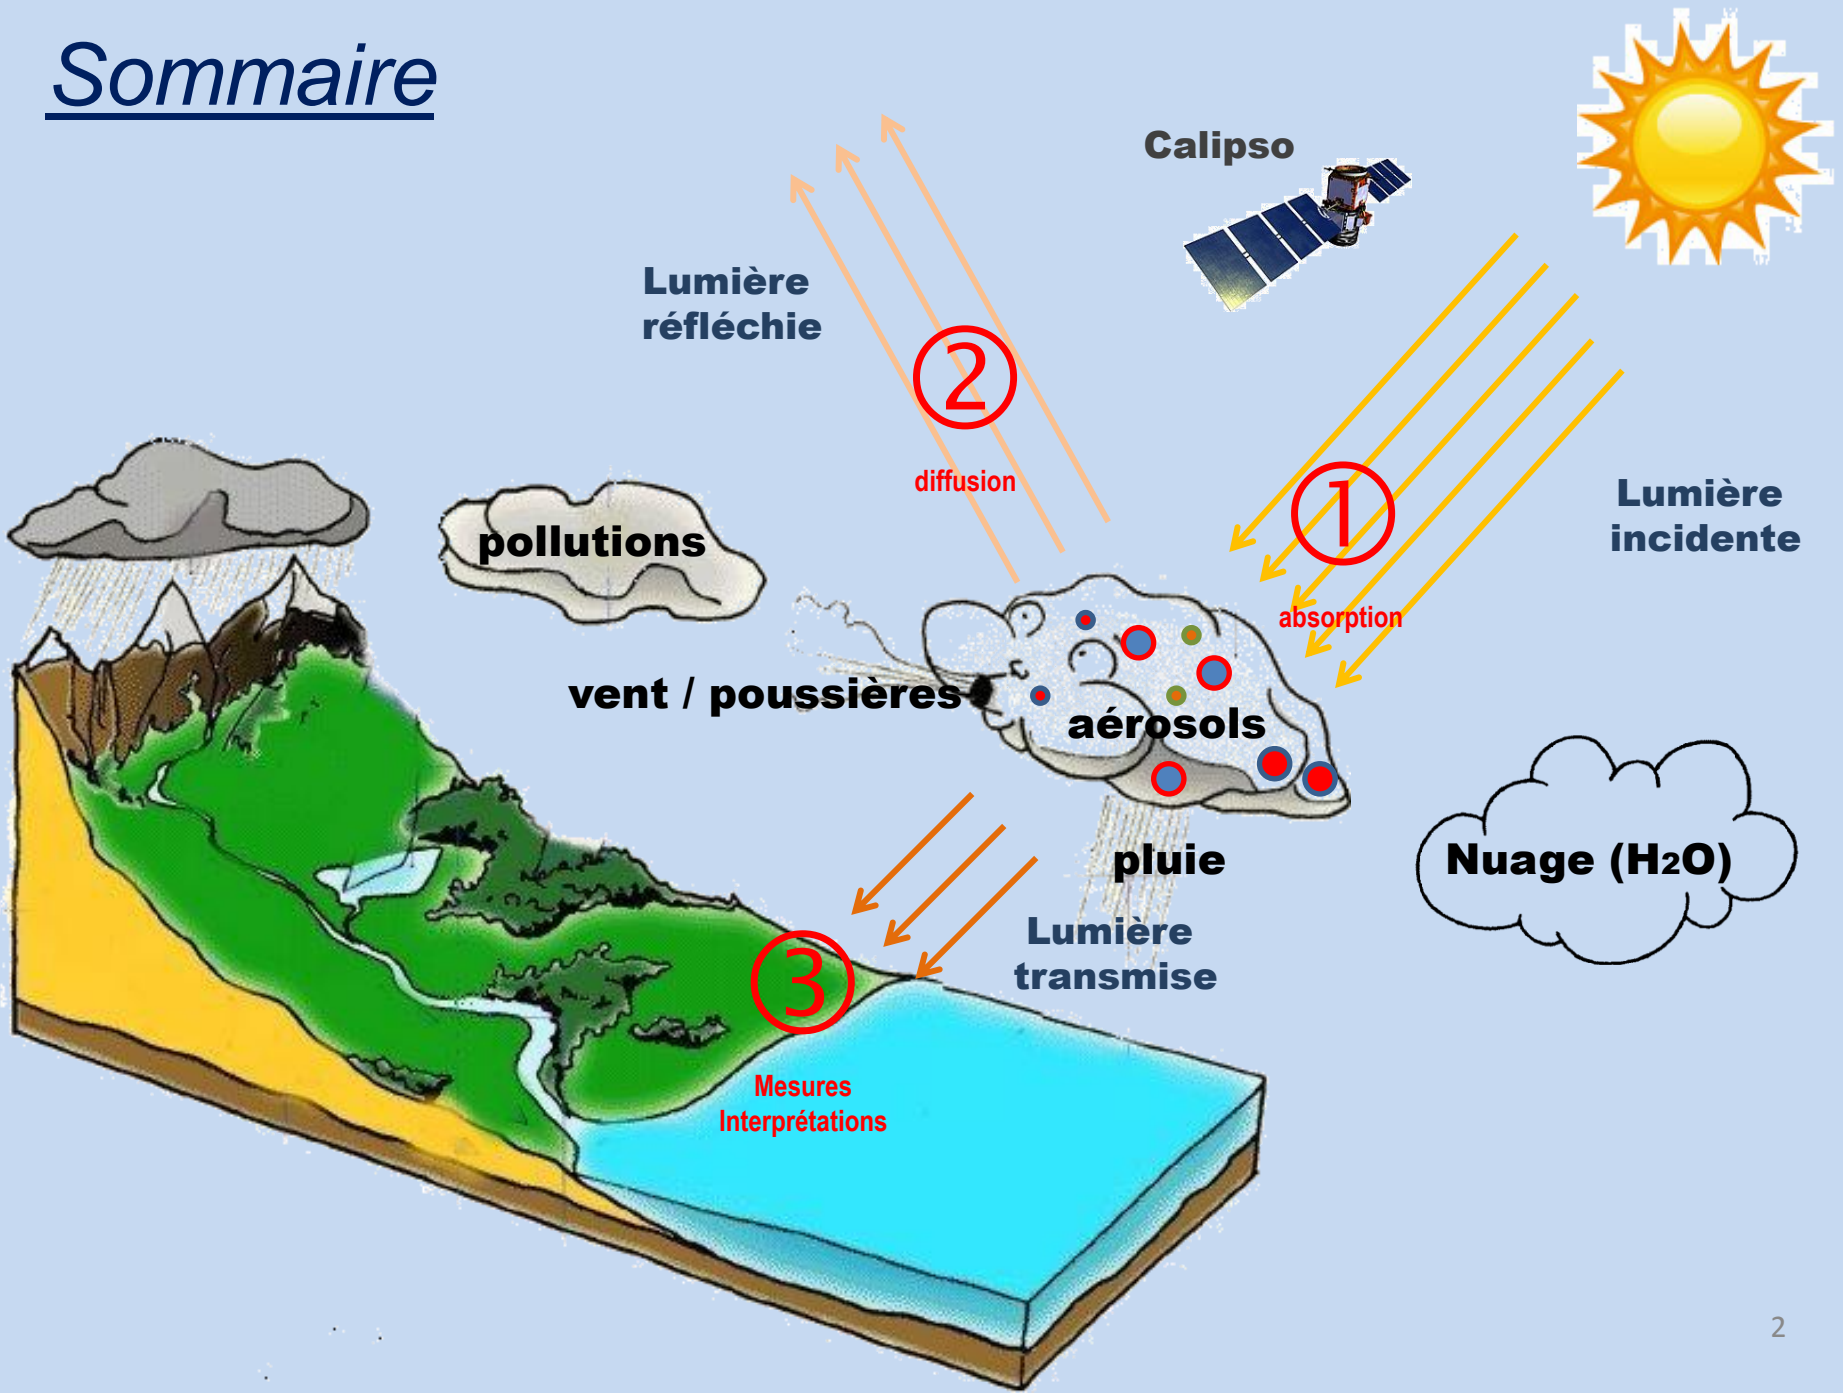 Sommaire
Calipso
Lumière
réfléchie
②
diffusion
①
Lumière
incidente
pollutions
absorption
vent / poussières
aérosols
pluie
Nuage (H2O)
Lumière
transmise
③
Mesures
Interprétations
2